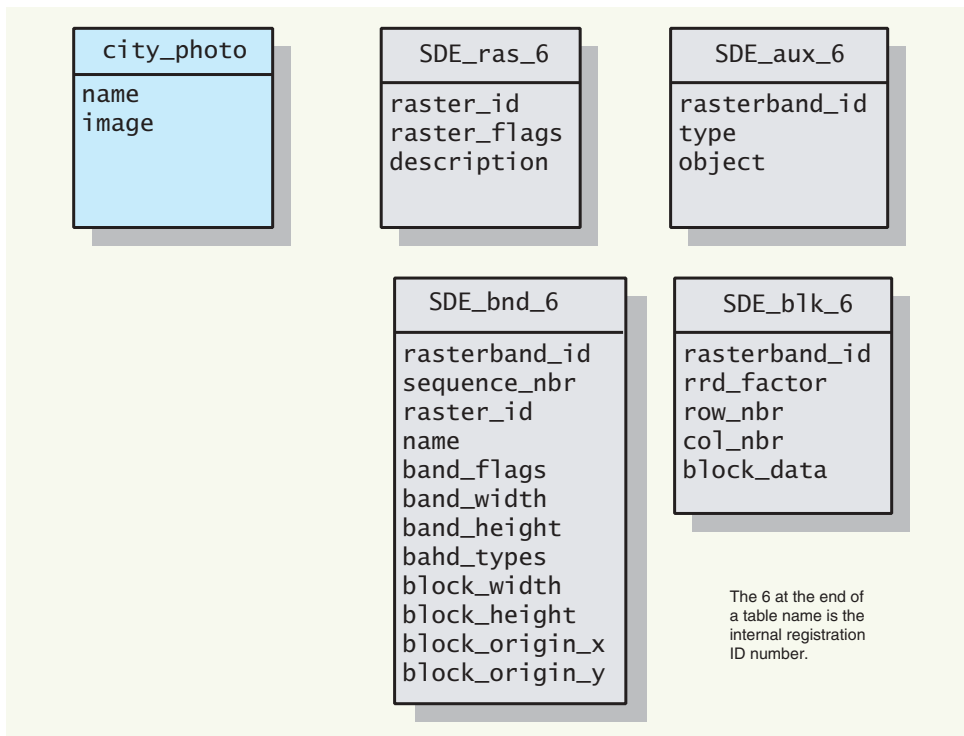 city_photo
name
image
SDE_ras_6
raster_id
raster_flags
description
SDE_aux_6
rasterband_id
type
object
SDE_bnd_6
rasterband_id
sequence_nbr
raster_id
name
band_flags
band_width
band_height
bahd_types
block_width
block_height
block_origin_x
block_origin_y
SDE_blk_6
rasterband_id
rrd_factor
row_nbr
col_nbr
block_data
The 6 at the end of
a table name is the
internal registration
ID number.